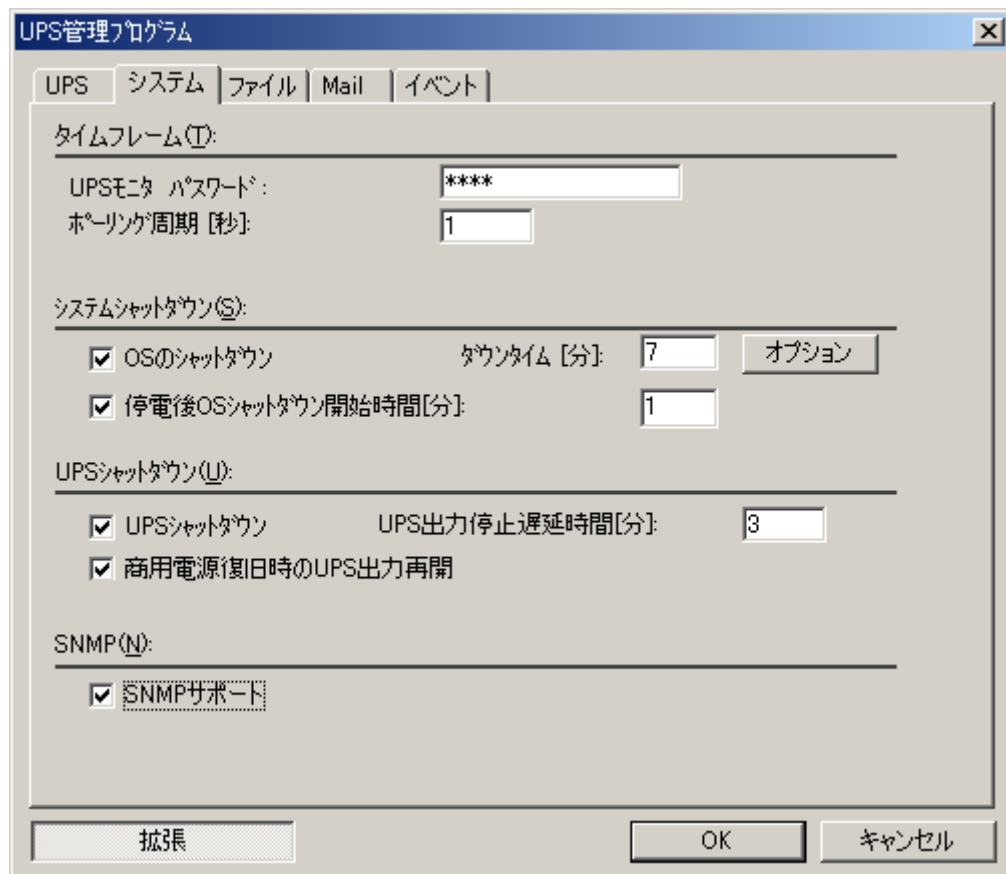 UPS管理ﾌﾟﾛｸﾞﾗﾑ
UPS システム ファイル Mail イベント
ﾀｲﾑﾌﾚｰﾑ(T):
UPSﾓﾆﾀ ﾊﾟｽﾜｰﾄﾞ: ****
ﾎﾟｰﾘﾝｸﾞ周期 [秒]: 1
ｼｽﾃﾑｼｬｯﾄﾀﾞｳﾝ(S):
OSのｼｬｯﾄﾀﾞｳﾝ ﾀﾞｳﾝﾀｲﾑ [分]: 7 オプション
停電後OSｼｬｯﾄﾀﾞｳﾝ開始時間[分]: 1
UPSｼｬｯﾄﾀﾞｳﾝ(U):
UPSｼｬｯﾄﾀﾞｳﾝ UPS出力停止遅延時間[分]: 3
商用電源復旧時のUPS出力再開
SNMP(N):
SNMPサポート
拡張 OK キャンセル